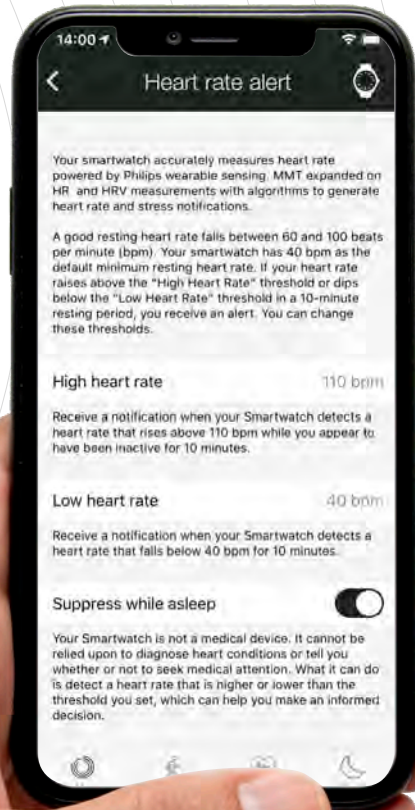 14:00
Heart rate alert
Your smartwatch accurately measures heart rate
powered by Philips wearable sensing. MMT expanded on
HR and HRV measurements with algorithms to generate
heart rate and stress notifications.
A good resting heart rate falls between 60 and 100 beats
per minute (bpm). Your smartwatch has 40 bpm as the
default minimum resting heart rate. If your heart rate
raises above the "High Heart Rate" threshold or dips
below the "Low Heart Rate" threshold in a 10-minute
resting period, you receive an alert. You can change
these thresholds.
High heart rate 110 bpm
Receive a notification when your Smartwatch detects a
heart rate that rises above 110 bpm while you appear to
have been inactive for 10 minutes.
Low heart rate 40 bpm
Receive a notification when your Smartwatch detects a
heart rate that falls below 40 bpm for 10 minutes.
Suppress while asleep
Your Smartwatch is not a medical device. It cannot be
relied upon to diagnose heart conditions or tell you
whether or not to seek medical attention. What it can do
is detect a heart rate that is higher or lower than the
threshold you set, which can help you make an informed
decision.